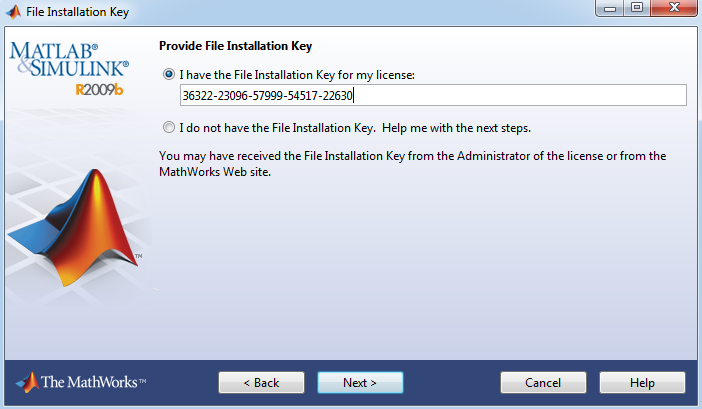 File Installation Key
MATLAB®
&SIMULINK®
R2009b
Provide File Installation Key
I have the File Installation Key for my license:
36322-23096-57999-54517-22630
I do not have the File Installation Key. Help me with the next steps.
You may have received the File Installation Key from the Administrator of the license or from the
MathWorks Web site.
TM
The MathWorks™
< Back
Next >
Cancel
Help